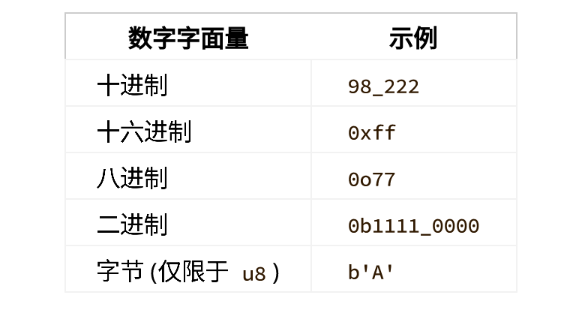 数字字面量 示例
十进制 98_222
十六进制 0xff
八进制 0o77
二进制 0b1111_0000
字节 (仅限于 u8 ) b'A'